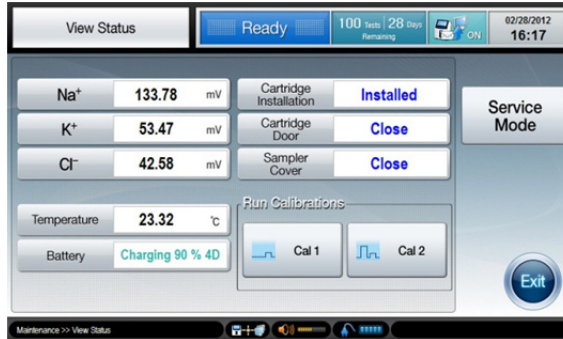 View Status
Ready
100 Tests 28 Days
Remaining
ON
02/28/2012
16:17
Na+ 133.78 mV
K+ 53.47 mV
Cl− 42.58 mV
Temperature 23.32 °C
Battery Charging 90 % 4D
Cartridge
Installation
Installed
Cartridge
Door
Close
Sampler
Cover
Close
Run Calibrations
Cal 1
Cal 2
Service
Mode
Exit
Maintenance >> View Status